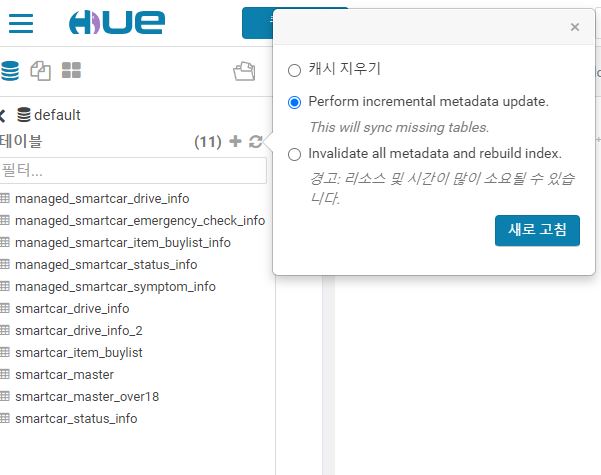 HUE
×
캐시 지우기
Perform incremental metadata update.
This will sync missing tables.
Invalidate all metadata and rebuild index.
경고: 리소스 및 시간이 많이 소요될 수 있습
니다.
새로 고침
default
테이블 (11)
필터...
managed_smartcar_drive_info
managed_smartcar_emergency_check_info
managed_smartcar_item_buylist_info
managed_smartcar_status_info
managed_smartcar_symptom_info
smartcar_drive_info
smartcar_drive_info_2
smartcar_item_buylist
smartcar_master
smartcar_master_over18
smartcar_status_info